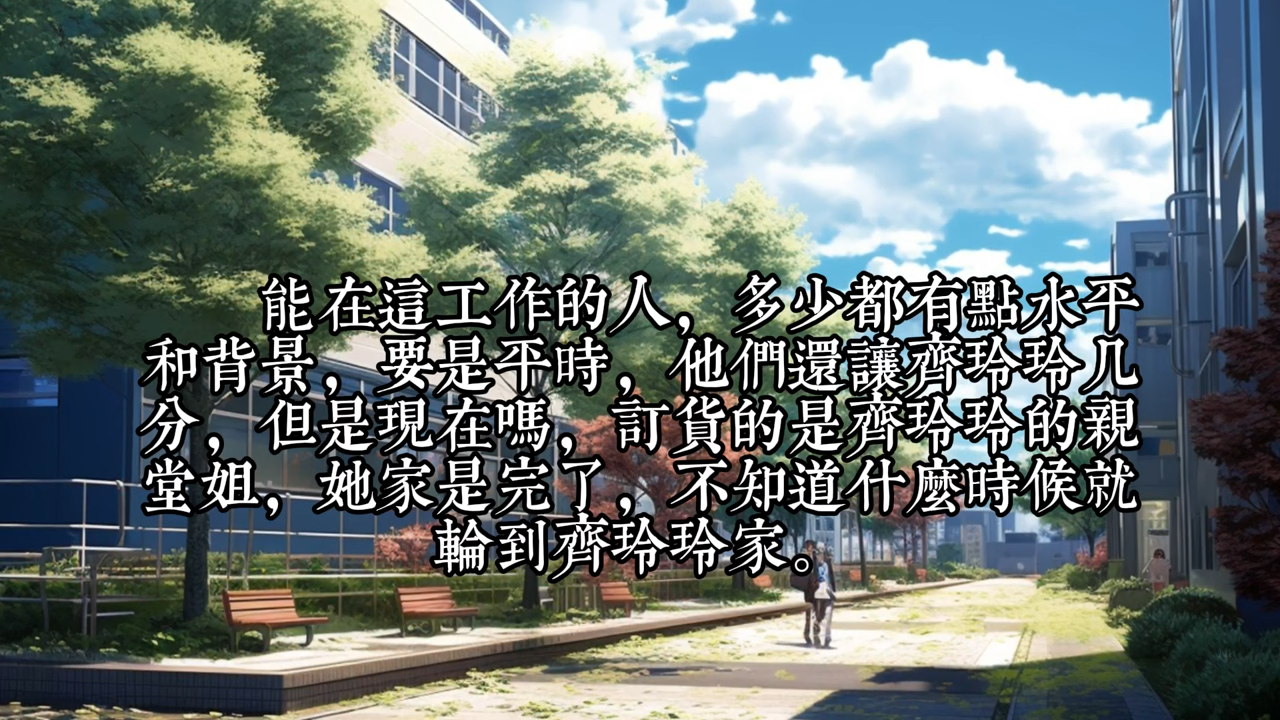 能在這工作的人，多少都有點水平
和背景，要是平時，他們還讓齊玲玲几
分，但是現在嗎，訂貨的是齊玲玲的親
堂姐，她家是完了，不知道什麼時候就
輪到齊玲玲家。